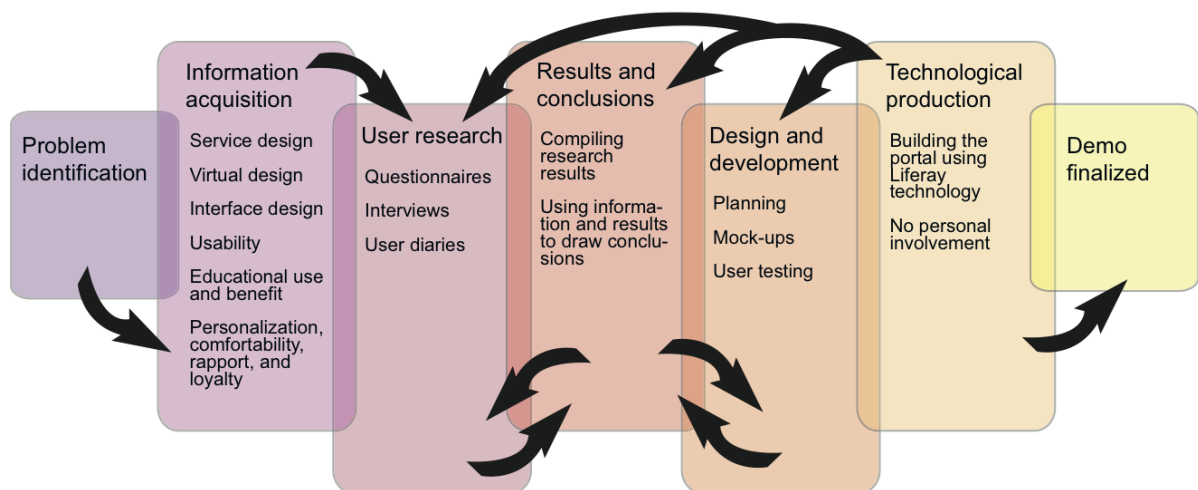 Problem
identification
Information
acquisition
Service design
Virtual design
Interface design
Usability
Educational use
and benefit
Personalization,
comfortability,
rapport, and
loyalty
User research
Questionnaires
Interviews
User diaries
Results and
conclusions
Compiling
research
results
Using informa-
tion and results
to draw conclu-
sions
Design and
development
Planning
Mock-ups
User testing
Technological
production
Building the
portal using
Liferay
technology
No personal
involvement
Demo
finalized